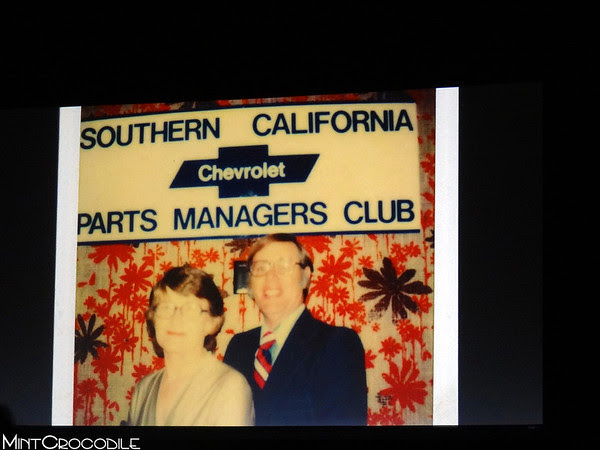 SOUTHERN CALIFORNIA
Chevrolet
PARTS MANAGERS CLUB
MintCrocodile